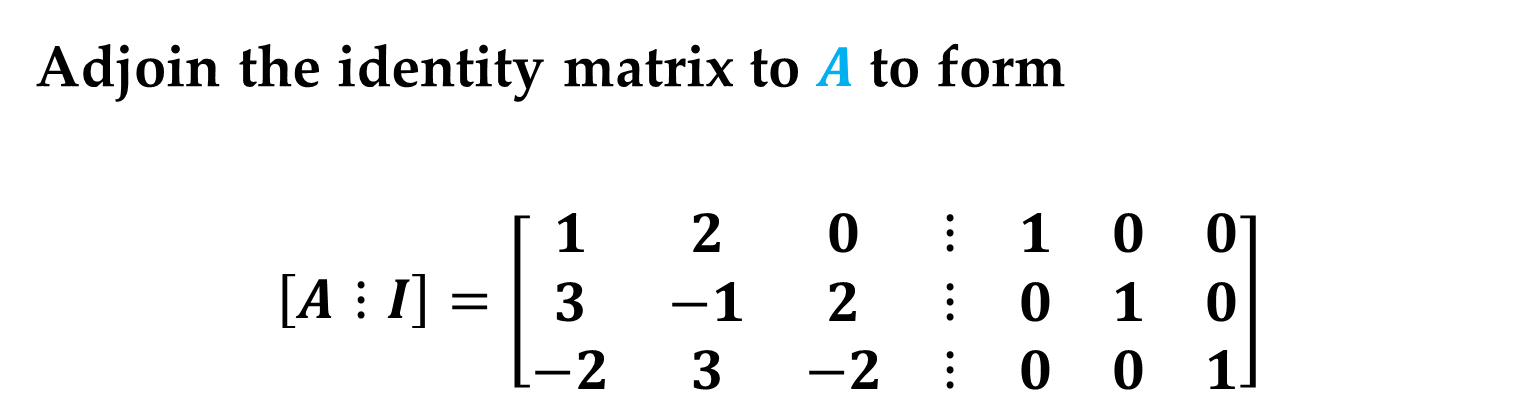 Adjoin the identity matrix to A to form
1 2 0 ⋮ 1 0 0
[A ⋮ I] = [ 3 −1 2 ⋮ 0 1 0 ]
−2 3 −2 ⋮ 0 0 1